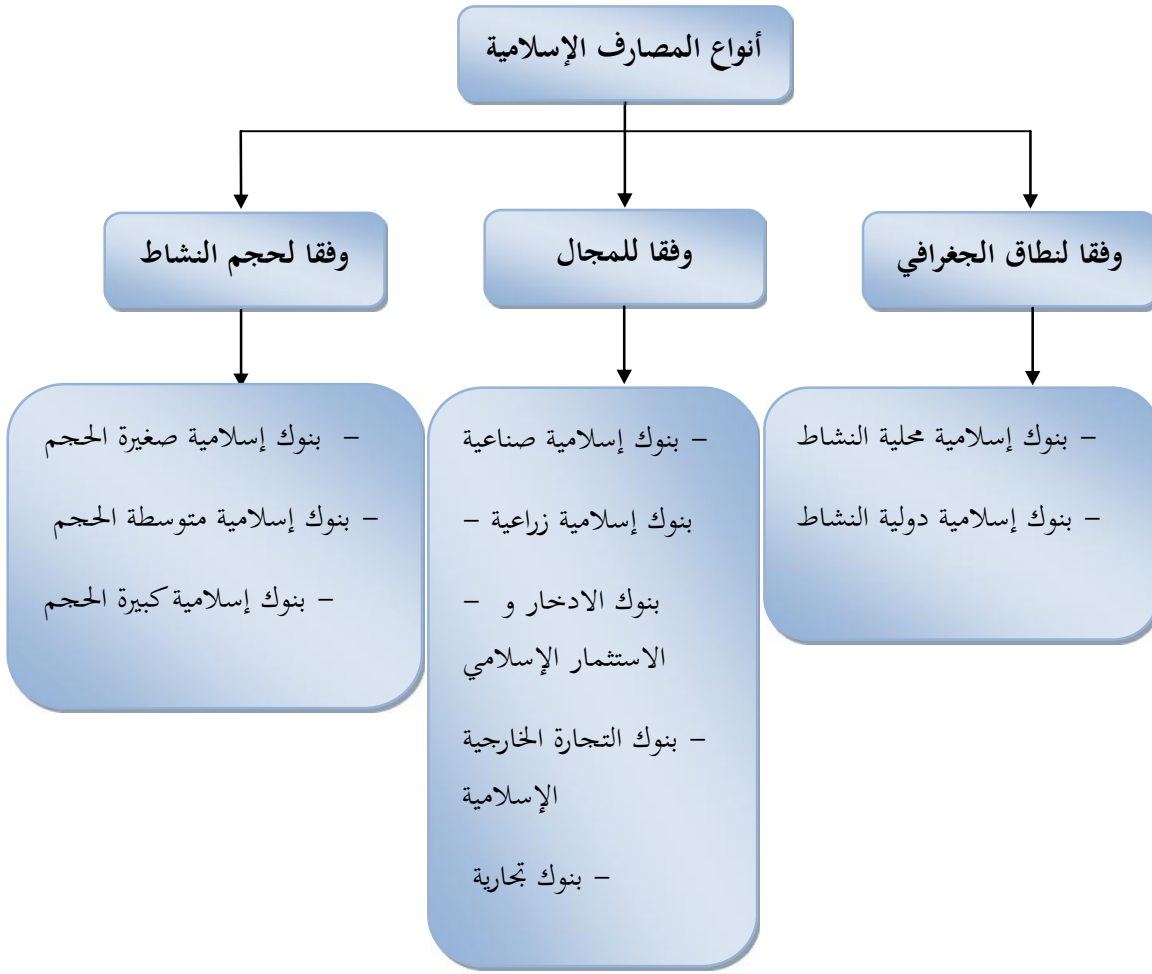 أنواع المصارف الإسلامية
وفقا لنطاق الجغرافي
وفقا للمجال
وفقا لحجم النشاط
– بنوك إسلامية محلية النشاط
– بنوك إسلامية دولية النشاط
– بنوك إسلامية صناعية
بنوك إسلامية زراعية –
بنوك الادخار و –
الاستثمار الإسلامي
– بنوك التجارة الخارجية
الإسلامية
– بنوك تجارية
– بنوك إسلامية صغيرة الحجم
– بنوك إسلامية متوسطة الحجم
– بنوك إسلامية كبيرة الحجم